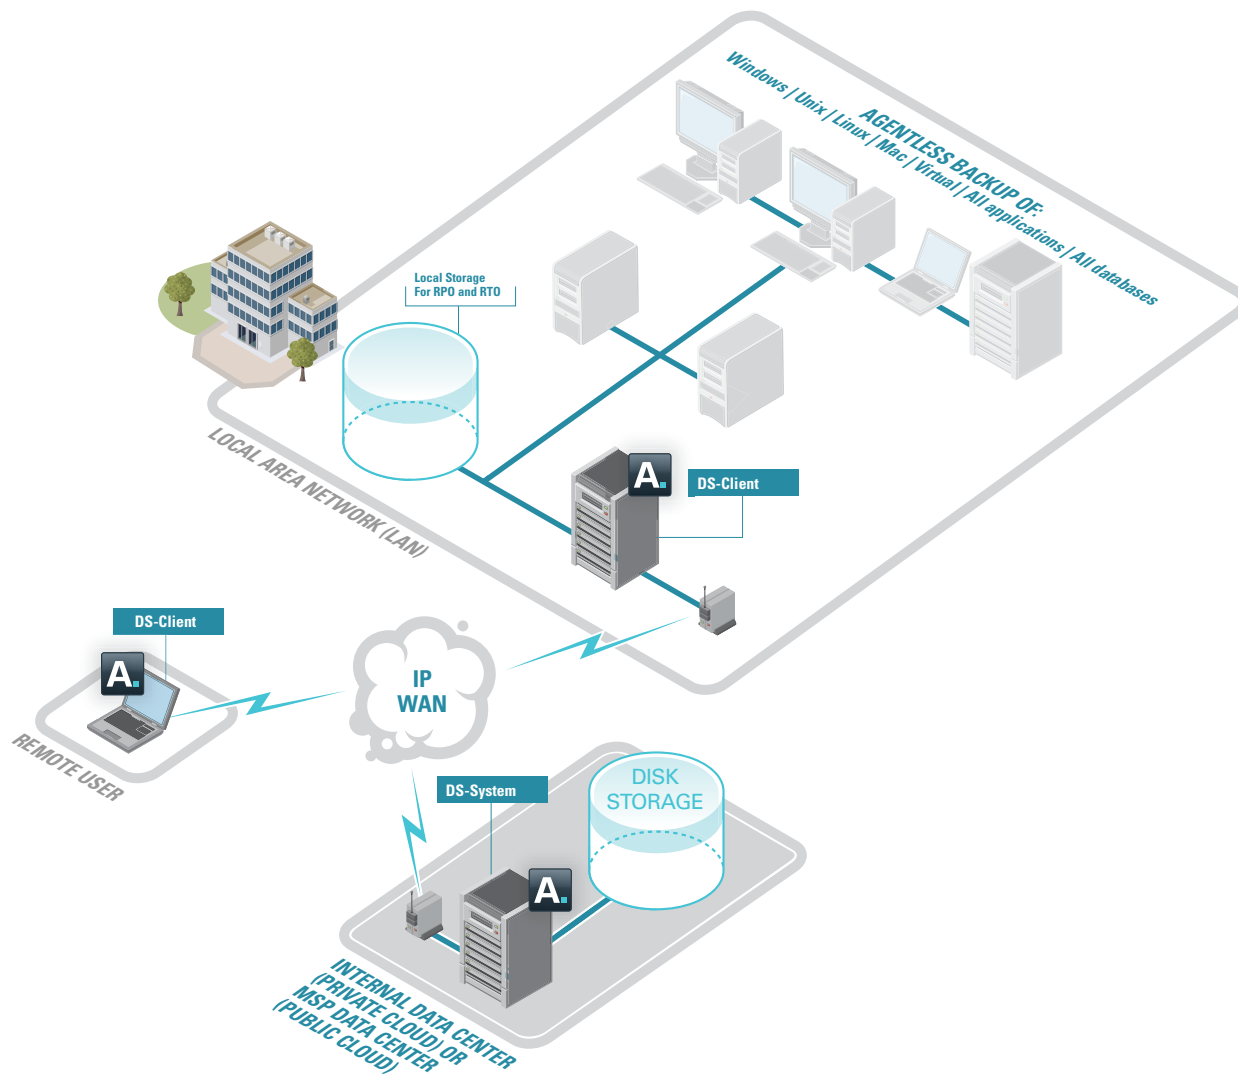 AGENTLESS BACKUP OF:
Windows | Unix | Linux | Mac | Virtual | All applications | All databases
Local Storage
For RPO and RTO
LOCAL AREA NETWORK (LAN)
A.
DS-Client
DS-Client
A.
IP
WAN
REMOTE USER
DISK
STORAGE
DS-System
A.
INTERNAL DATA CENTER
(PRIVATE CLOUD) OR
MSP DATA CENTER
(PUBLIC CLOUD)